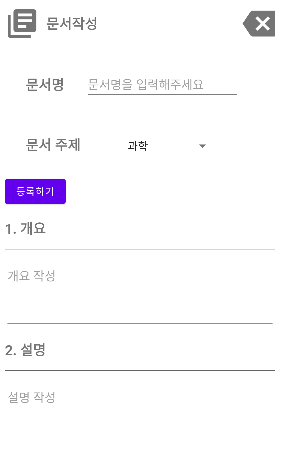 문서작성
문서명 문서명을 입력해주세요
문서 주제 과학
등록하기
1. 개요
개요 작성
2. 설명
설명 작성